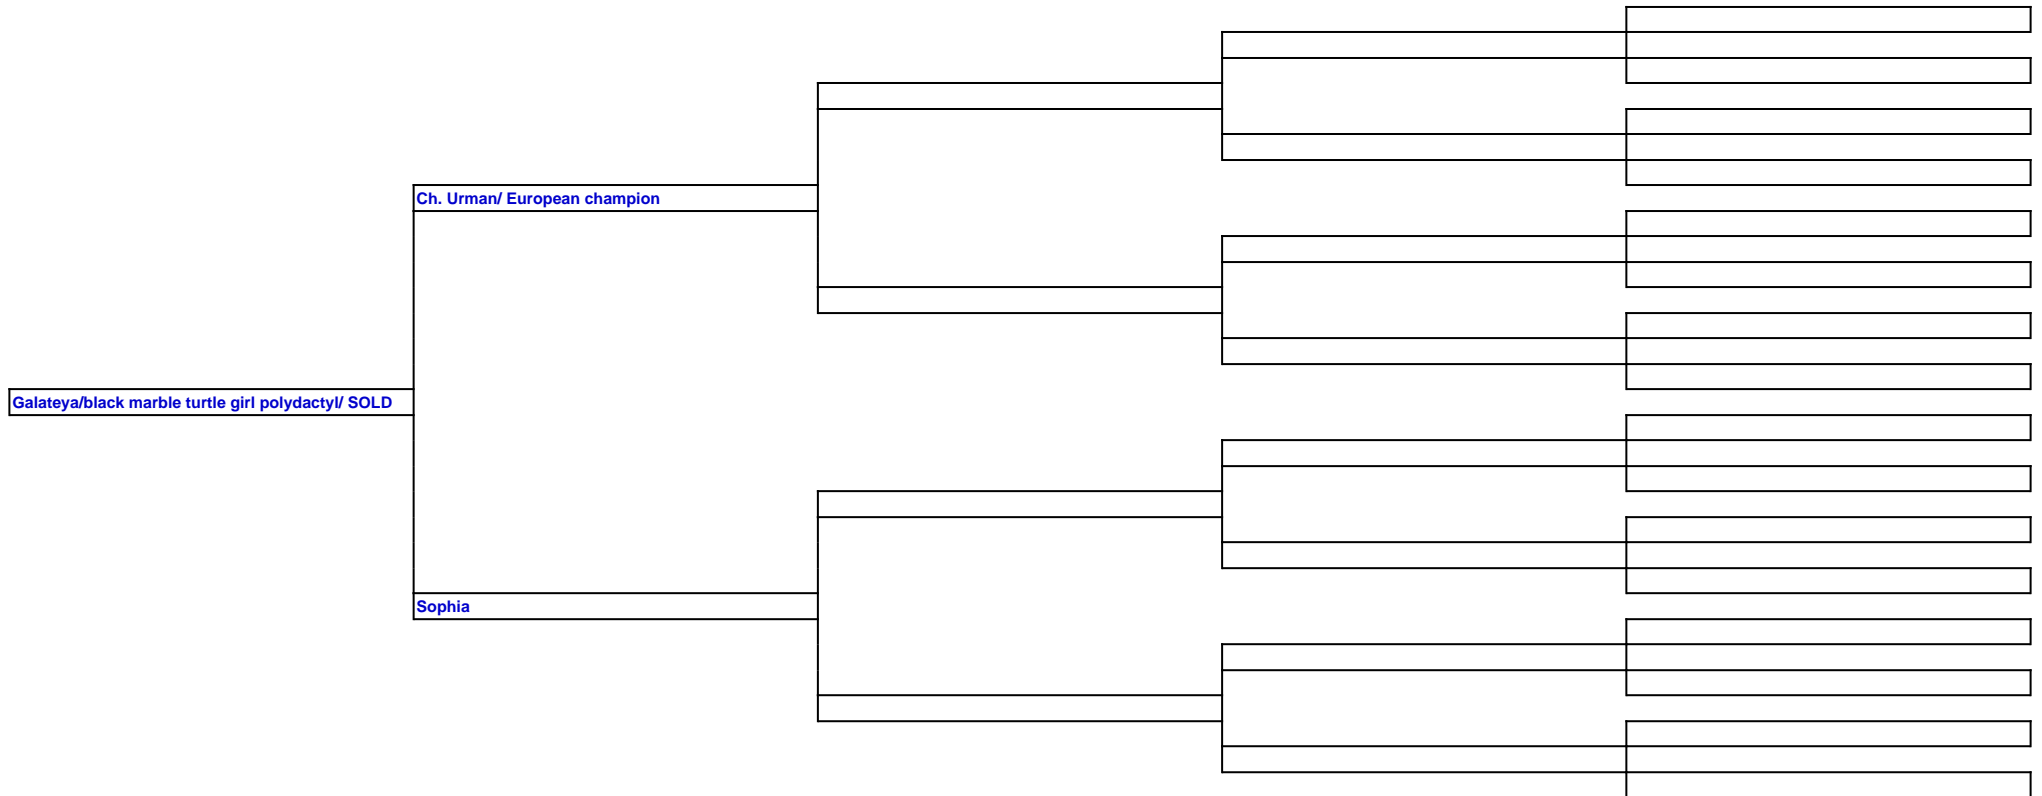 Ch. Urman/ European champion
Galateya/black marble turtle girl polydactyl/ SOLD
Sophia